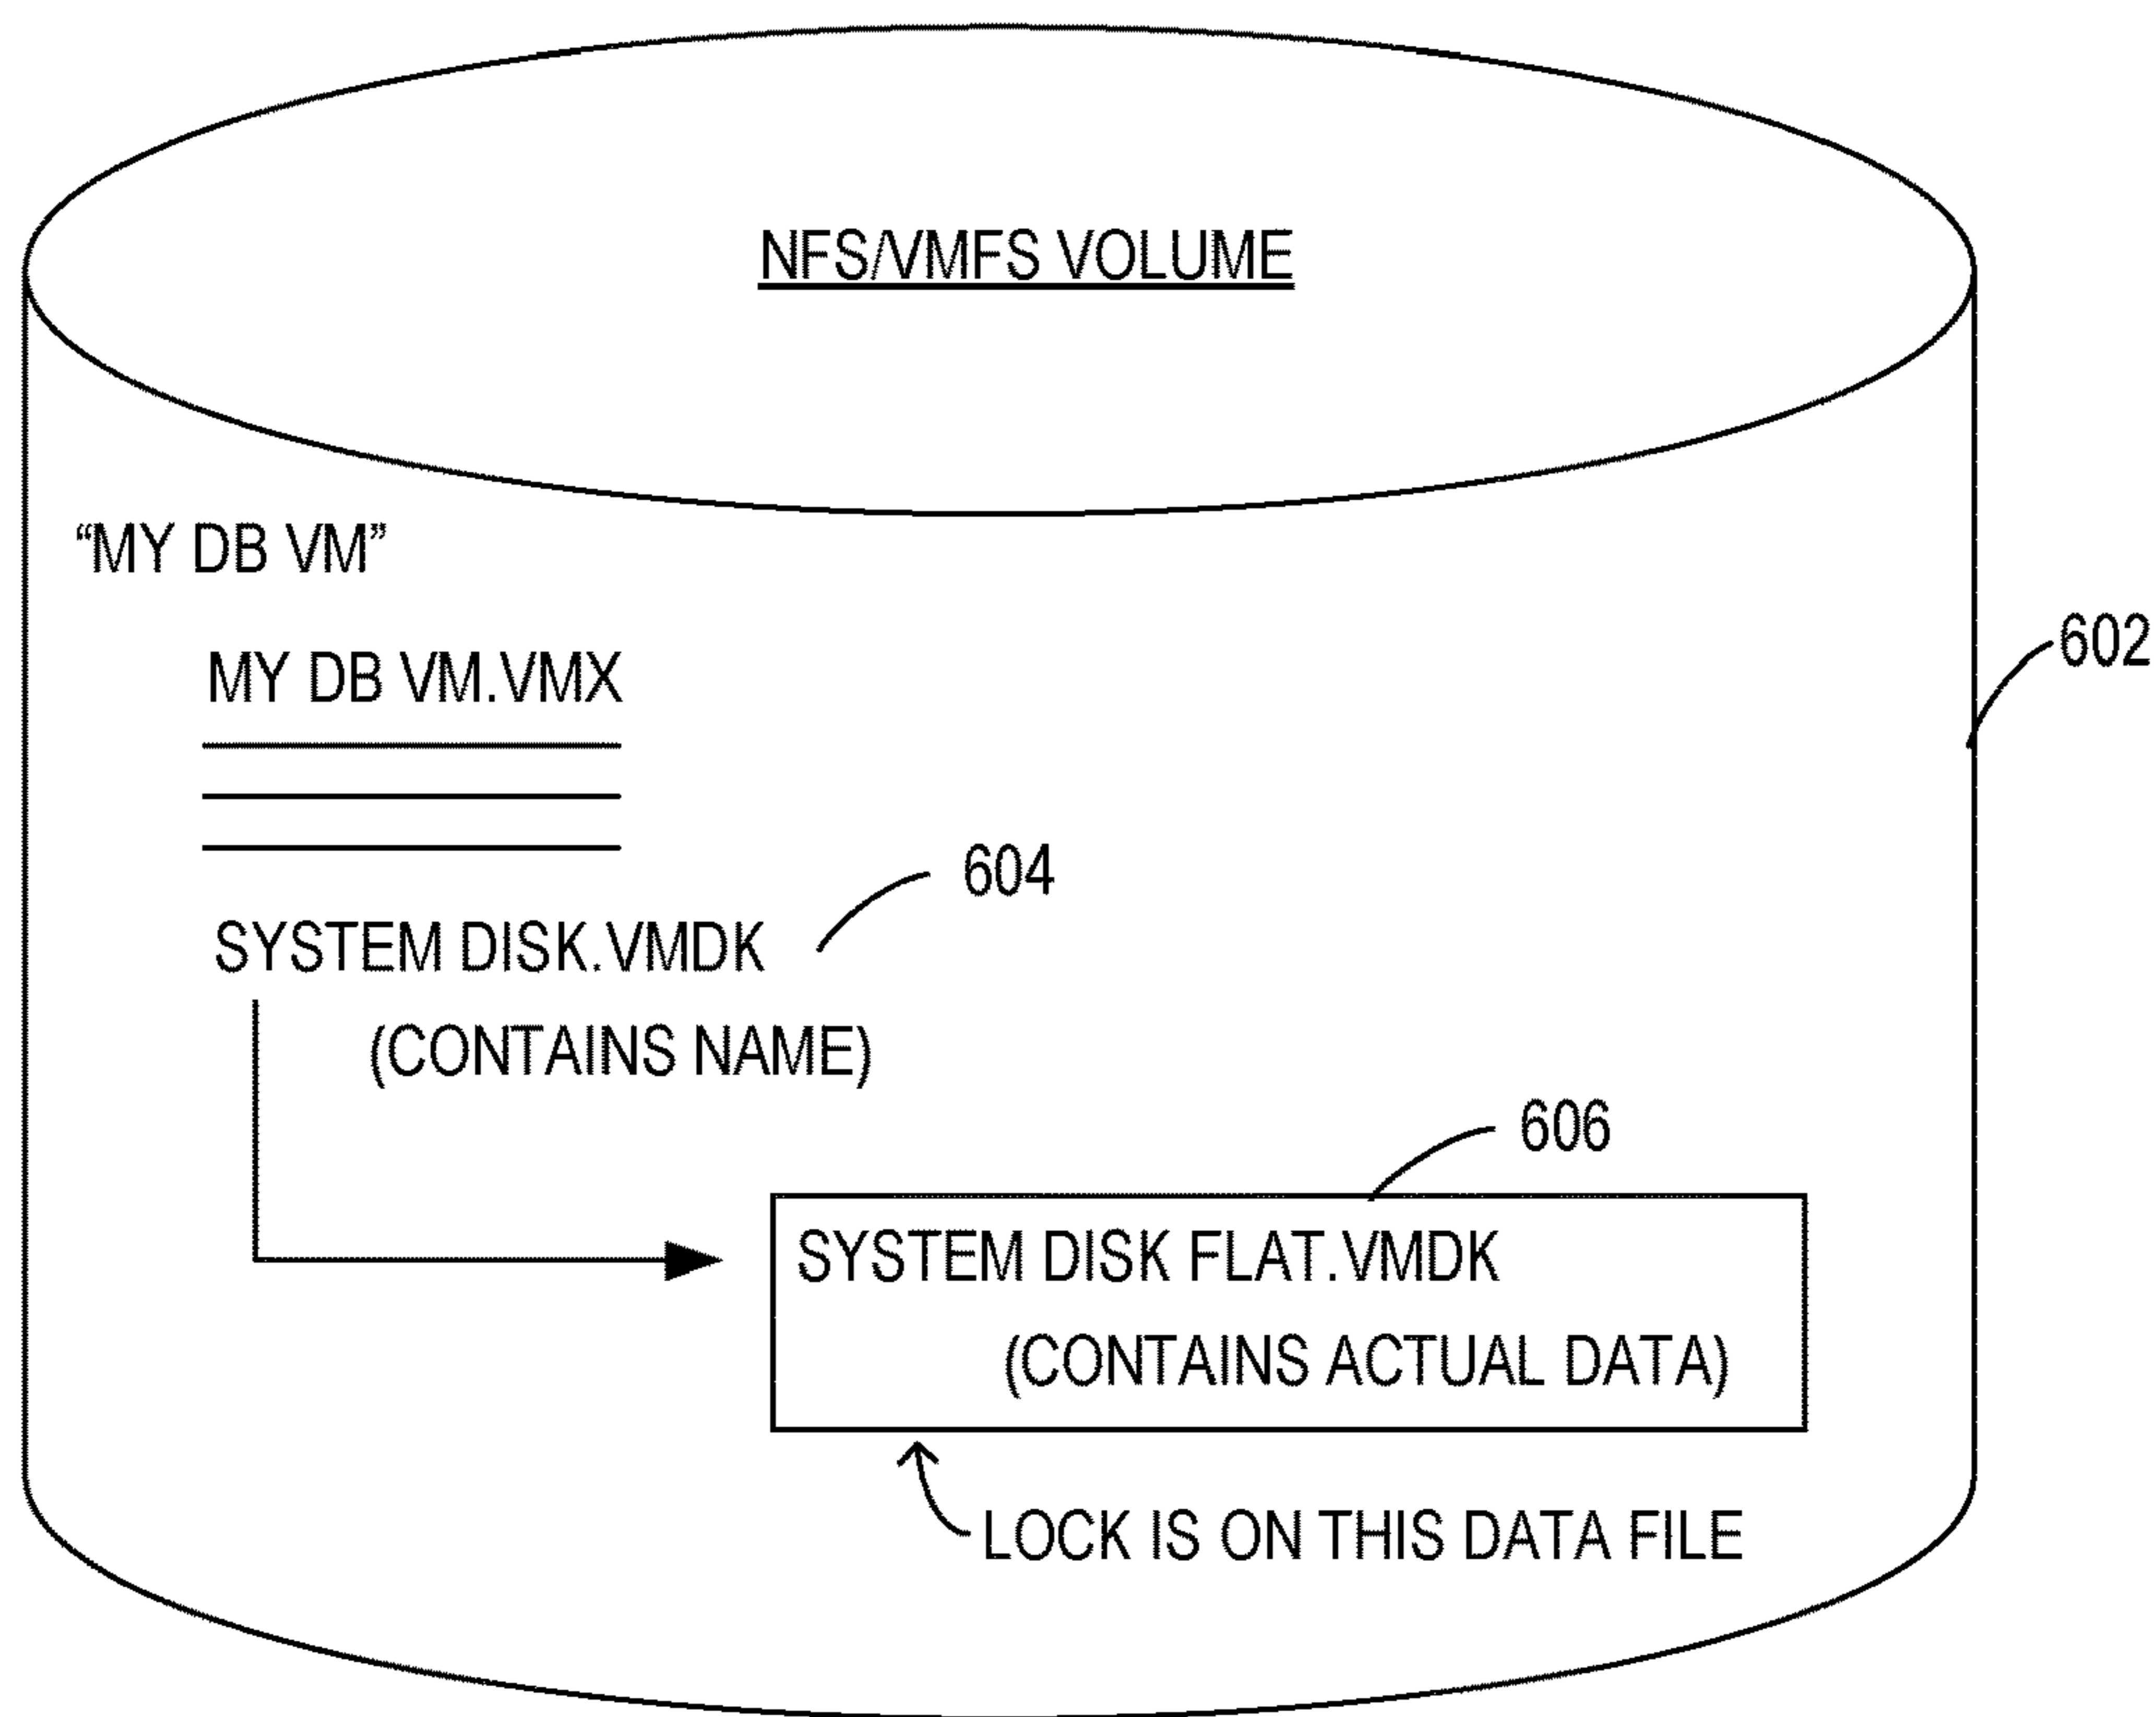 NFS/VMFS VOLUME
“MY DB VM”
MY DB VM.VMX
602
604
SYSTEM DISK.VMDK
(CONTAINS NAME)
606
SYSTEM DISK FLAT.VMDK
(CONTAINS ACTUAL DATA)
LOCK IS ON THIS DATA FILE